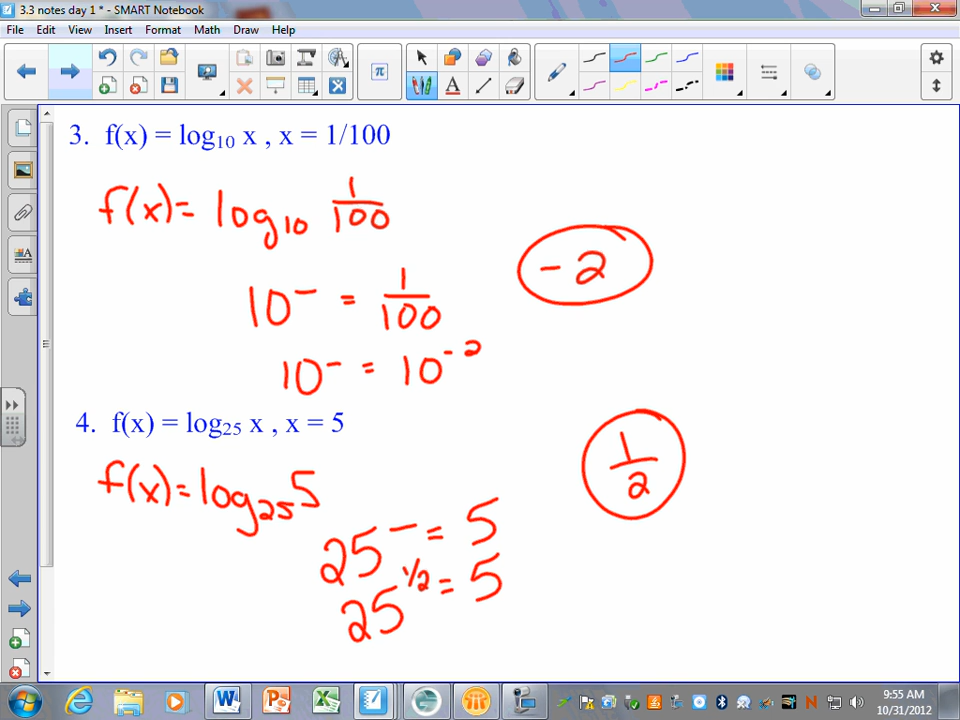 3.3 notes day 1 * - SMART Notebook
File Edit View Insert Format Math Draw Help
3. f(x) = log₁₀ x , x = 1/100
f(x) = log₁₀ 1/100
10⁻ = 1/100
-2
10⁻ = 10⁻²
4. f(x) = log₂₅ x , x = 5
f(x) = log₂₅ 5
1/2
25⁻ = 5
25^1/2 = 5
9:55 AM
10/31/2012